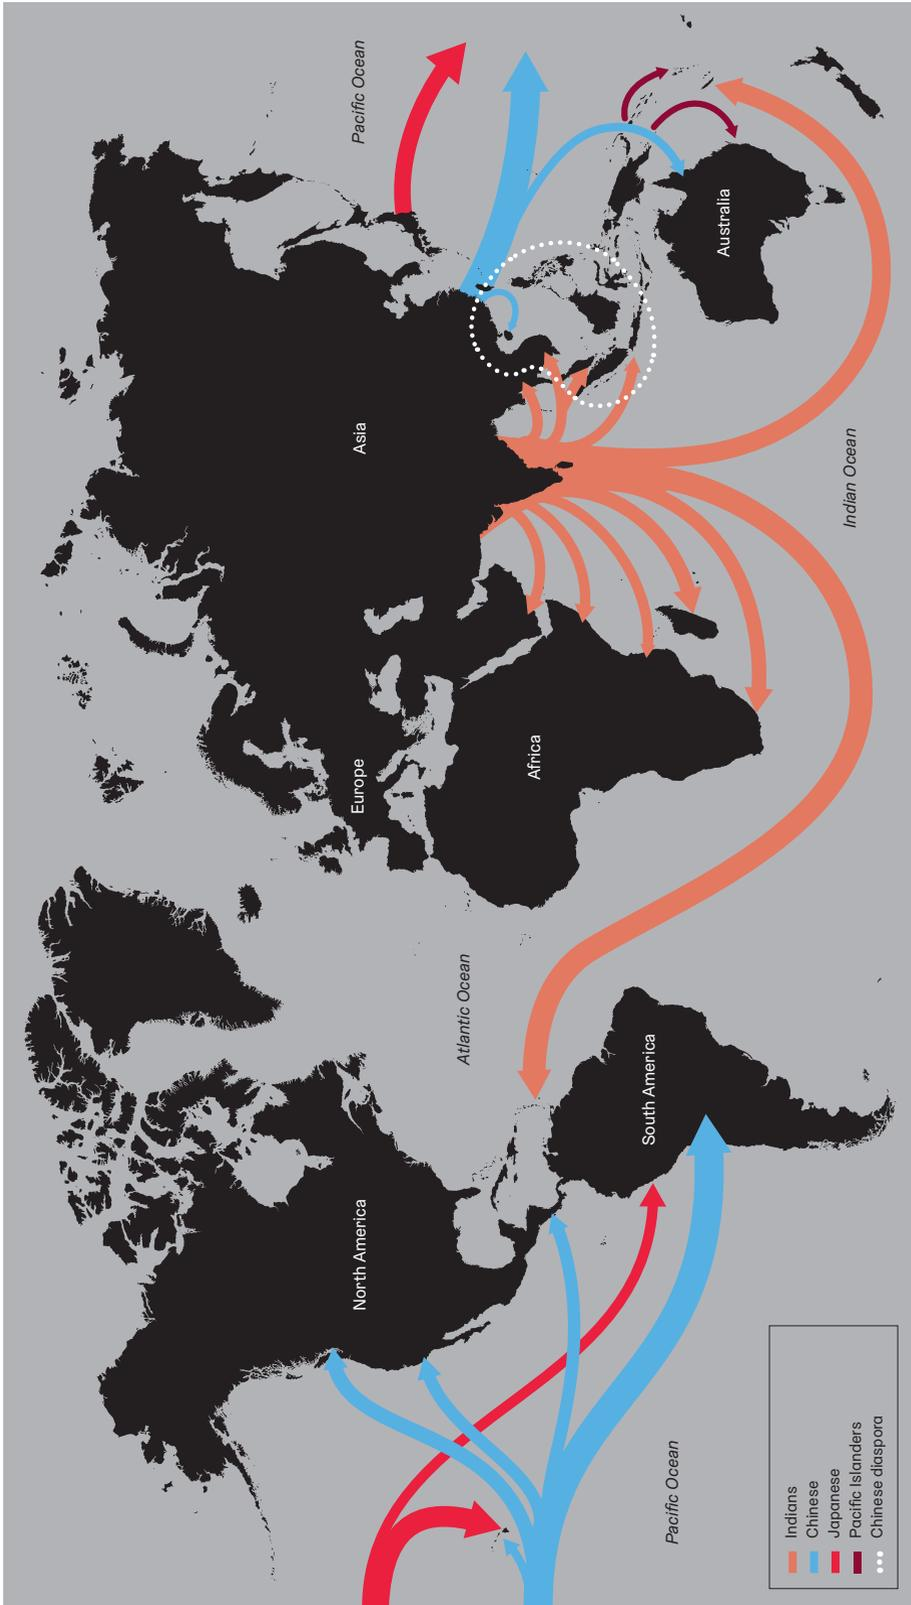 Pacific Ocean
Asia
Australia
Indian Ocean
Europe
Africa
Atlantic Ocean
North America
South America
Pacific Ocean
Indians
Chinese
Japanese
Pacific Islanders
Chinese diaspora